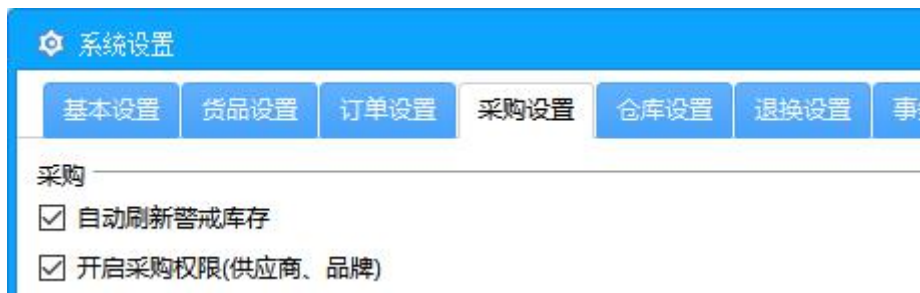 系统设置
基本设置 货品设置 订单设置 采购设置 仓库设置 退换设置 事
采购
自动刷新警戒库存
开启采购权限(供应商、品牌)